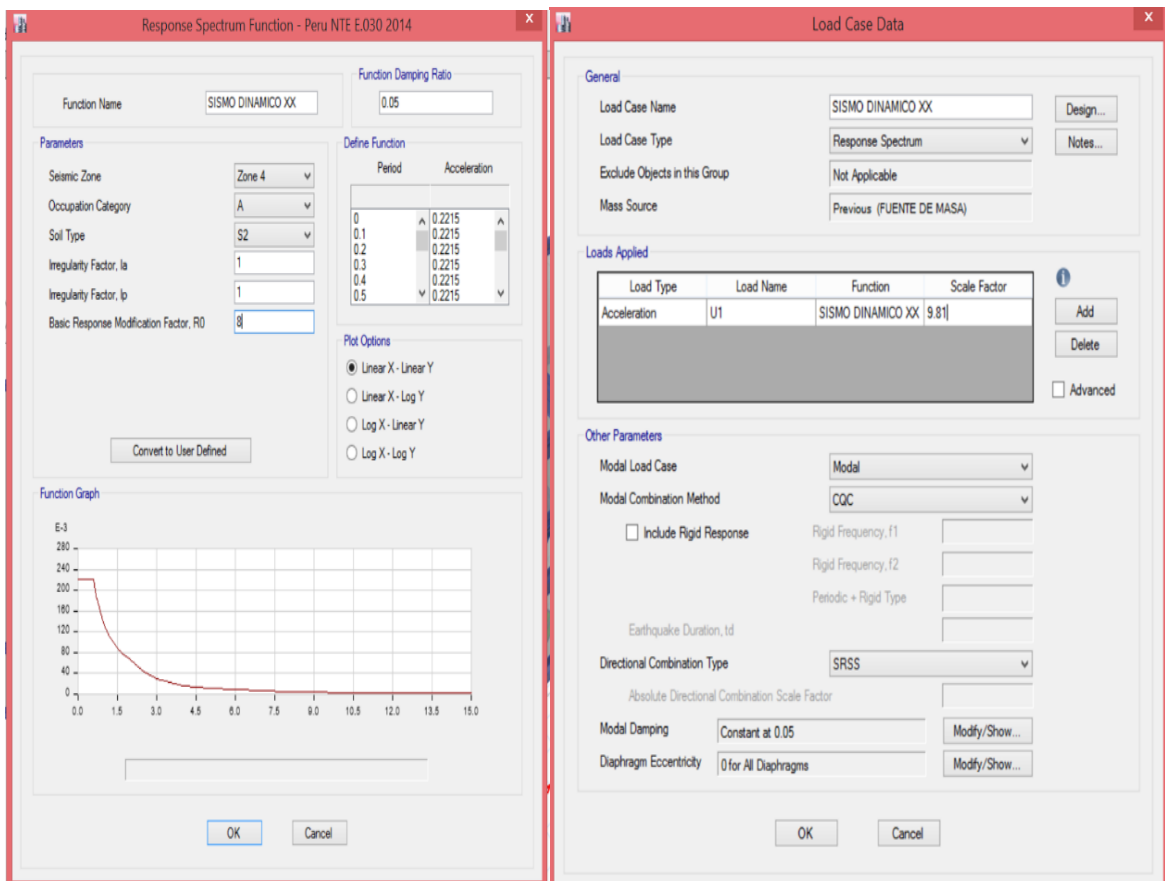 Response Spectrum Function - Peru NTE E.030 2014
x
Function Name
SISMO DINAMICO XX
Function Damping Ratio
0.05
Parameters
Seismic Zone
Zone 4
Occupation Category
A
Soil Type
S2
Irregularity Factor, Ia
1
Irregularity Factor, Ip
1
Basic Response Modification Factor, R0
8
Convert to User Defined
Define Function
Period Acceleration
0 0.2215
0.1 0.2215
0.2 0.2215
0.3 0.2215
0.4 0.2215
0.5 0.2215
Plot Options
Linear X - Linear Y
Linear X - Log Y
Log X - Linear Y
Log X - Log Y
Function Graph
E-3
280
240
200
160
120
80
40
0
0.0 1.5 3.0 4.5 6.0 7.5 9.0 10.5 12.0 13.5 15.0
OK Cancel
Load Case Data
x
General
Load Case Name
SISMO DINAMICO XX
Design...
Load Case Type
Response Spectrum
Notes...
Exclude Objects in this Group
Not Applicable
Mass Source
Previous (FUENTE DE MASA)
Loads Applied
Load Type Load Name Function Scale Factor
Acceleration U1 SISMO DINAMICO XX 9.81
i
Add
Delete
Advanced
Other Parameters
Modal Load Case
Modal
Modal Combination Method
CQC
Include Rigid Response
Rigid Frequency, f1
Rigid Frequency, f2
Periodic + Rigid Type
Earthquake Duration, td
Directional Combination Type
SRSS
Absolute Directional Combination Scale Factor
Modal Damping
Constant at 0.05
Modify/Show...
Diaphragm Eccentricity
0 for All Diaphragms
Modify/Show...
OK Cancel